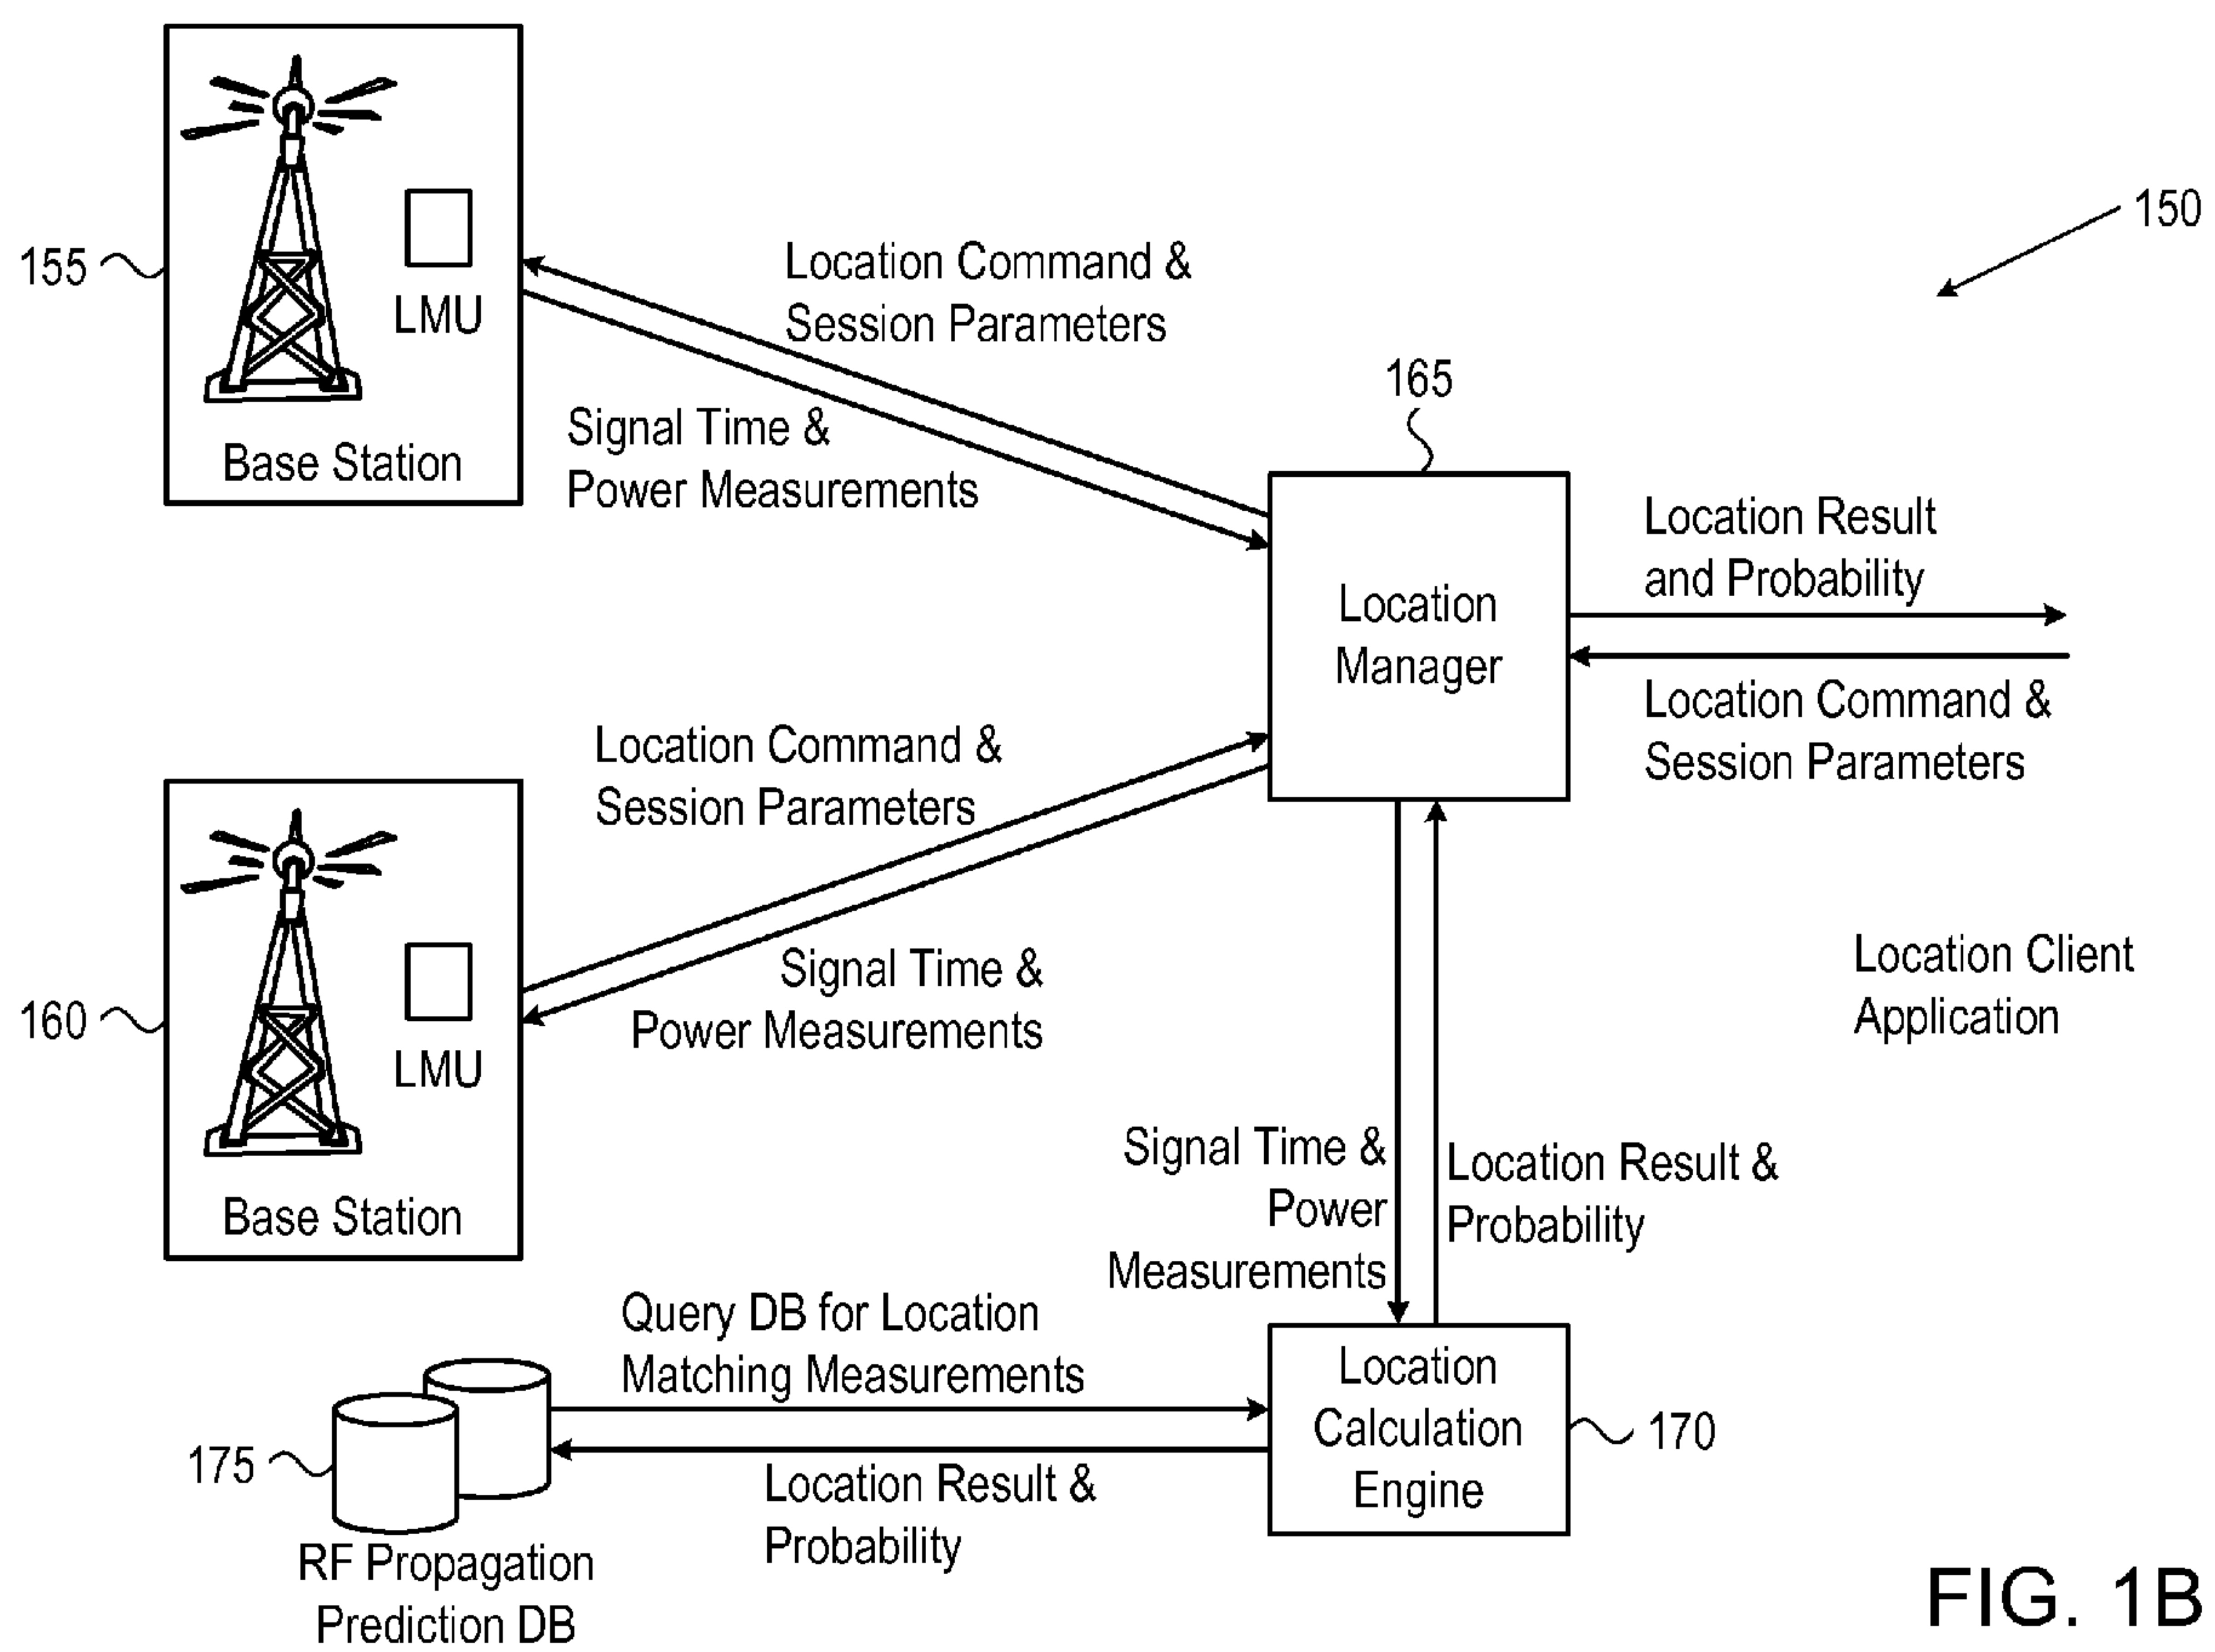 150
155
LMU
Base Station
Location Command &
Session Parameters
Signal Time &
Power Measurements
165
Location
Manager
Location Result
and Probability
Location Command &
Session Parameters
Location Command &
Session Parameters
Signal Time &
Power Measurements
160
LMU
Base Station
Location Client
Application
Signal Time &
Power
Measurements
Location Result &
Probability
Query DB for Location
Matching Measurements
Location Result &
Probability
Location
Calculation
Engine
170
175
RF Propagation
Prediction DB
FIG. 1B